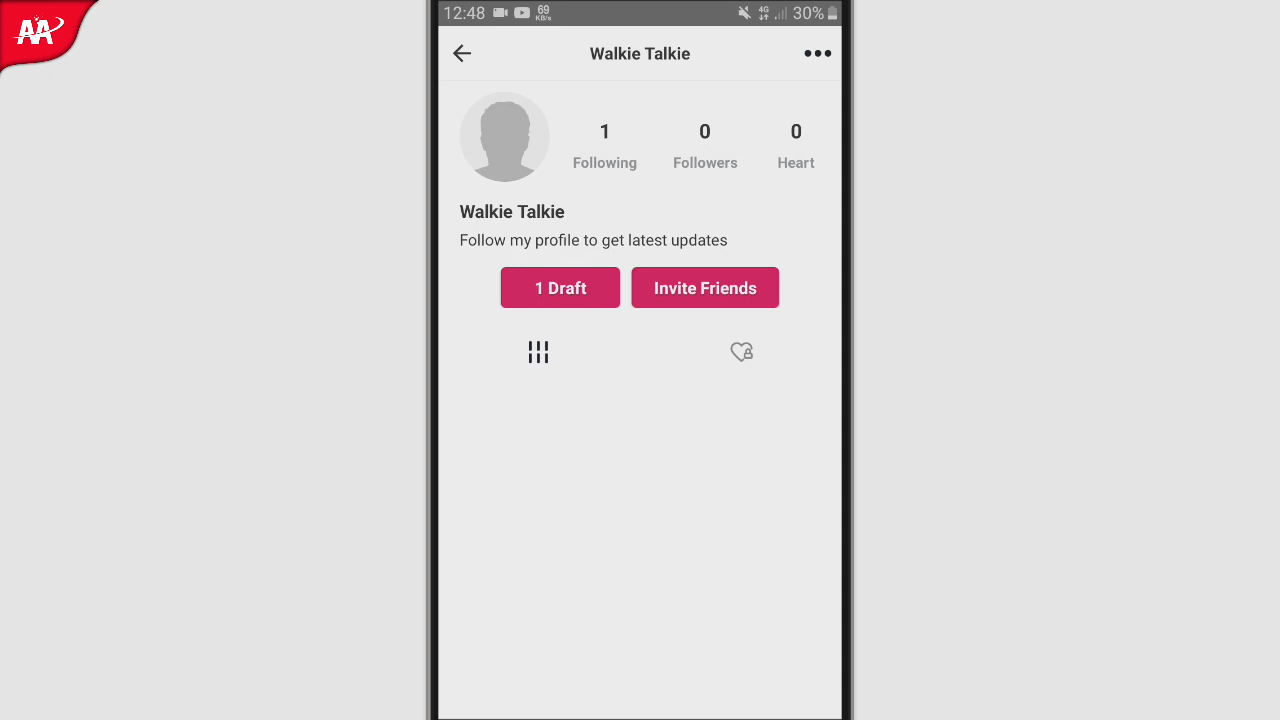 AA
12:48 69 KB/s 4G 30%
Walkie Talkie
1 0 0
Following Followers Heart
Walkie Talkie
Follow my profile to get latest updates
1 Draft Invite Friends